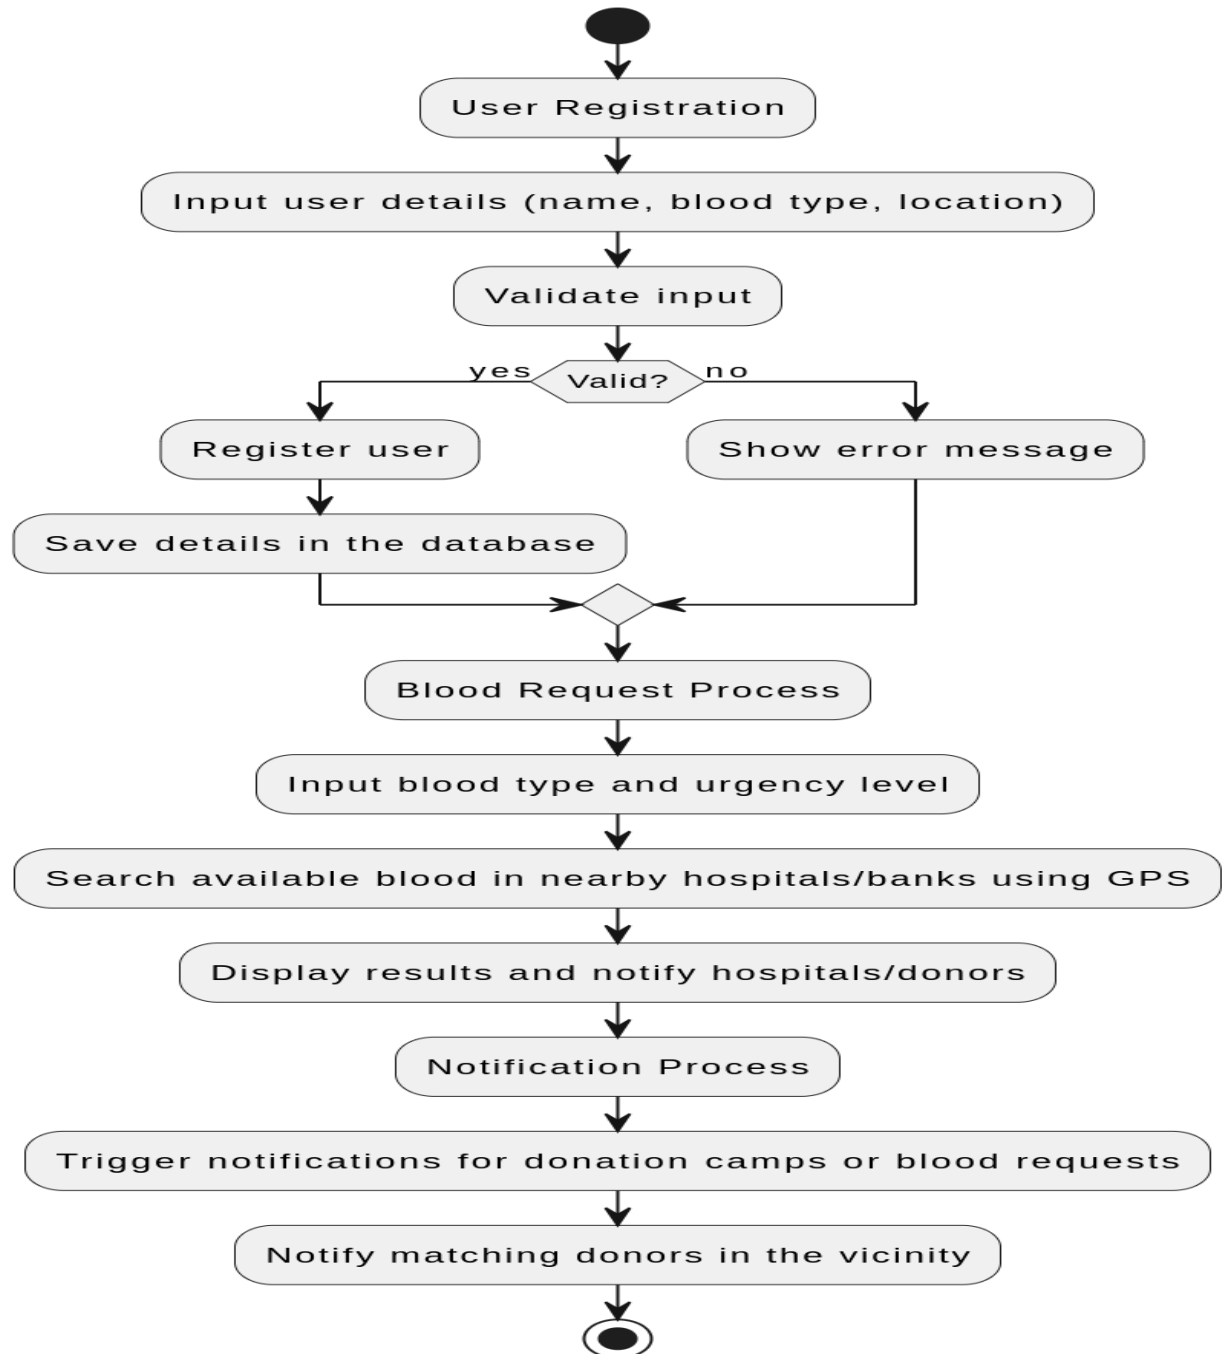 User Registration
Input user details (name, blood type, location)
Validate input
yes
Valid?
no
Register user
Show error message
Save details in the database
Blood Request Process
Input blood type and urgency level
Search available blood in nearby hospitals/banks using GPS
Display results and notify hospitals/donors
Notification Process
Trigger notifications for donation camps or blood requests
Notify matching donors in the vicinity